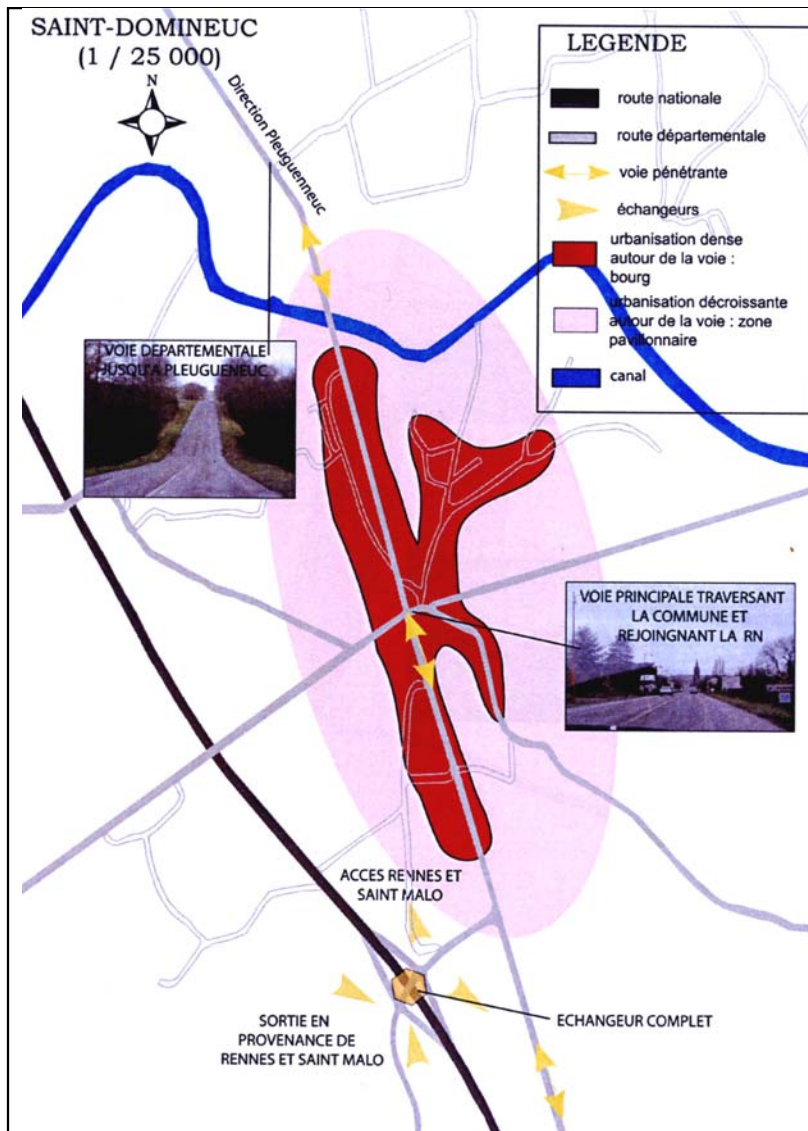 SAINT-DOMINEUC
(1 / 25 000)
N
Direction Pleuguenneuc
LEGENDE
route nationale
route départementale
voie pénétrante
échangeurs
urbanisation dense
autour de la voie :
bourg
urbanisation décroissante
autour de la voie : zone
pavillonnaire
canal
VOIE DEPARTEMENTALE
JUSQU'A PLEUGUENEUC
VOIE PRINCIPALE TRAVERSANT
LA COMMUNE ET
REJOINGNANT LA RN
ACCES RENNES ET
SAINT MALO
SORTIE EN
PROVENANCE DE
RENNES ET SAINT MALO
ECHANGEUR COMPLET